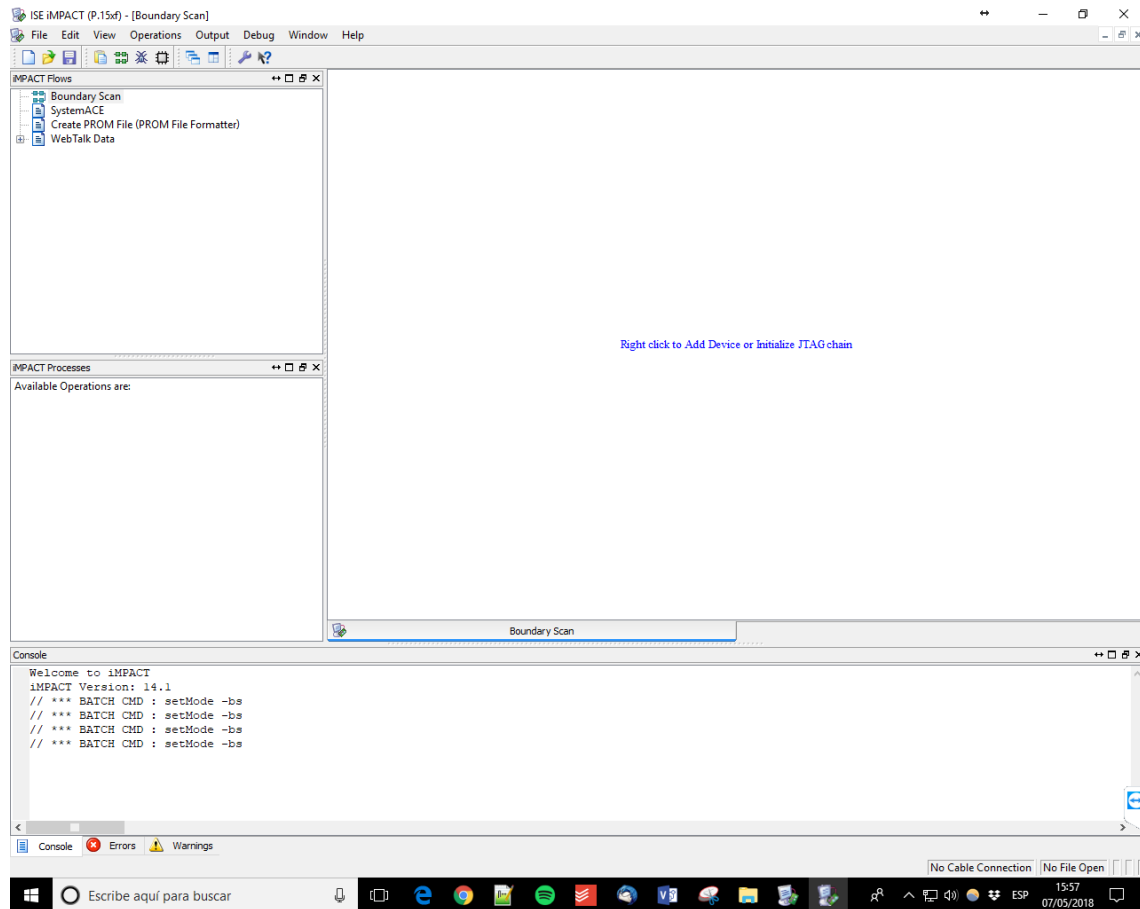 ISE iMPACT (P.15xf) - [Boundary Scan]
File Edit View Operations Output Debug Window Help
iMPACT Flows
Boundary Scan
SystemACE
Create PROM File (PROM File Formatter)
WebTalk Data
Right click to Add Device or Initialize JTAG chain
iMPACT Processes
Available Operations are:
Boundary Scan
Console
Welcome to iMPACT
iMPACT Version: 14.1
// *** BATCH CMD : setMode -bs
// *** BATCH CMD : setMode -bs
// *** BATCH CMD : setMode -bs
// *** BATCH CMD : setMode -bs
Console Errors Warnings
No Cable Connection No File Open
Escribe aquí para buscar
ESP
15:57
07/05/2018